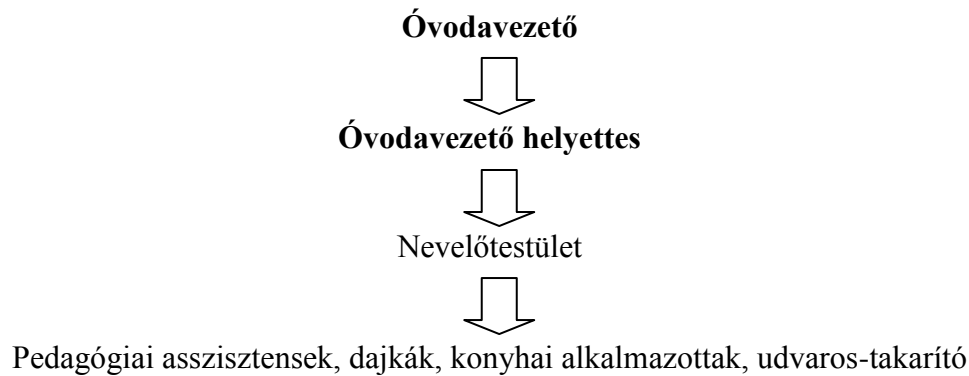 Óvodavezető
Óvodavezető helyettes
Nevelőtestület
Pedagógiai asszisztensek, dajkák, konyhai alkalmazottak, udvaros-takarító